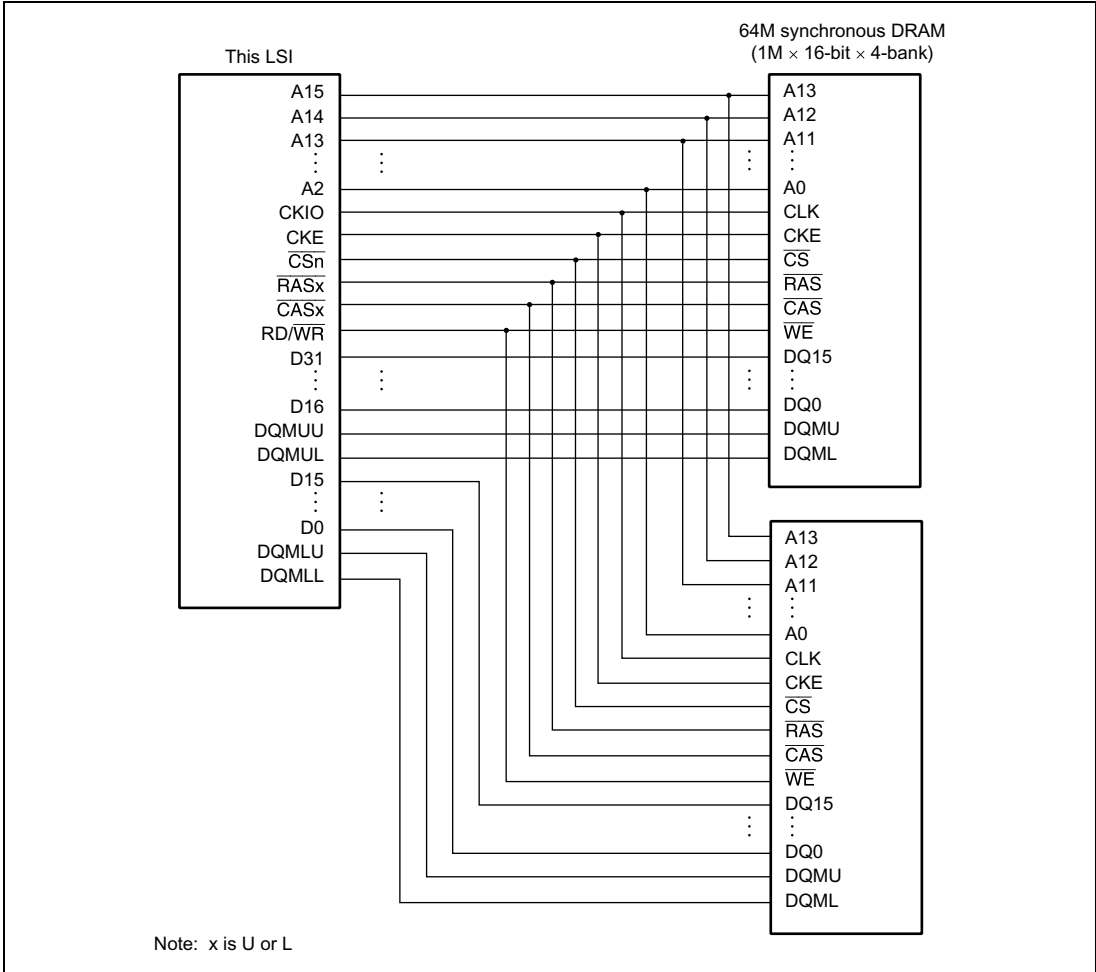 This LSI
A15
A14
A13
A2
CKIO
CKE
CSn
RASx
CASx
RD/WR
D31
D16
DQMUU
DQMUL
D15
D0
DQMLU
DQMLL
64M synchronous DRAM
(1M × 16-bit × 4-bank)
A13
A12
A11
A0
CLK
CKE
CS
RAS
CAS
WE
DQ15
DQ0
DQMU
DQML
A13
A12
A11
A0
CLK
CKE
CS
RAS
CAS
WE
DQ15
DQ0
DQMU
DQML
Note: x is U or L